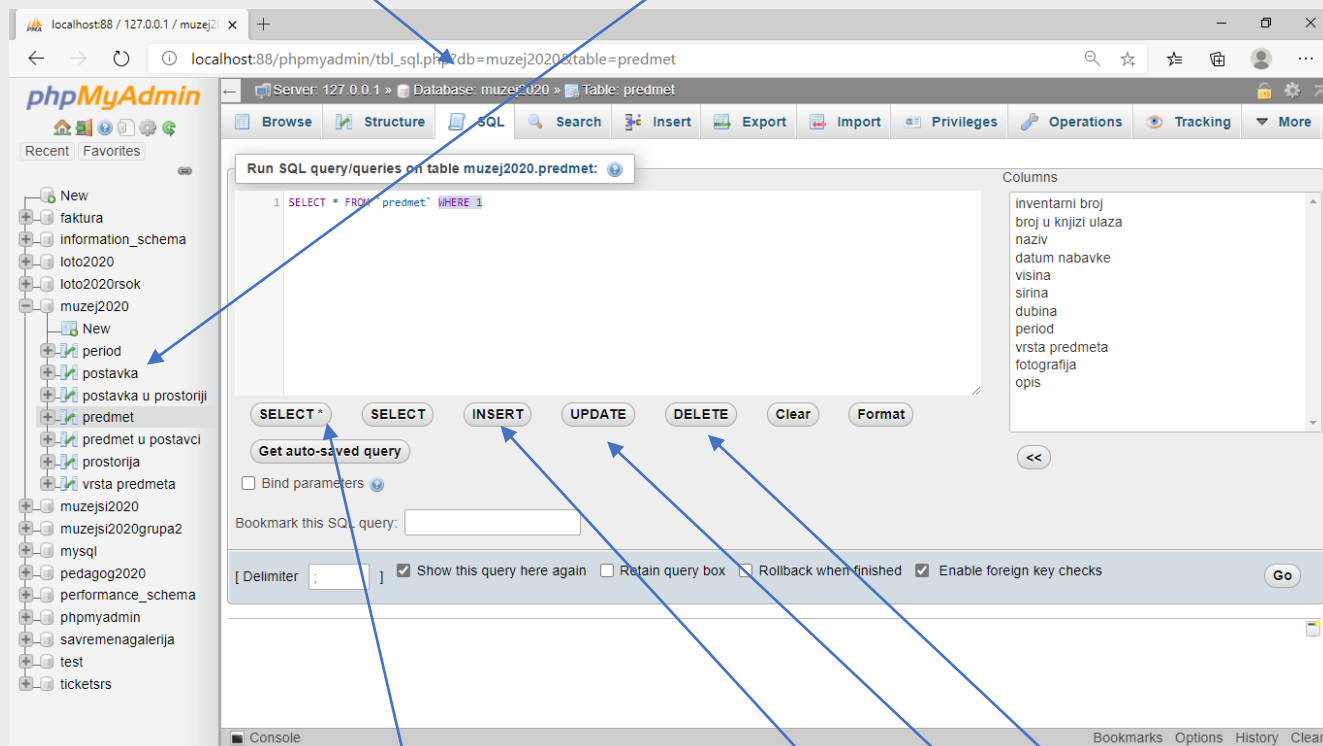 localhost:88 / 127.0.0.1 / muzej2
localhost:88/phpmyadmin/tbl_sql.php?db=muzej2020&table=predmet
phpMyAdmin
Recent Favorites
New
faktura
information_schema
loto2020
loto2020rsok
muzej2020
New
period
postavka
postavka u prostoriji
predmet
predmet u postavci
prostorija
vrsta predmeta
muzejsi2020
muzejsi2020grupa2
mysql
pedagog2020
performance_schema
phpmyadmin
savremenagalerija
test
ticketsrs
Server: 127.0.0.1 » Database: muzej2020 » Table: predmet
Browse Structure SQL Search Insert Export Import Privileges Operations Tracking More
Run SQL query/queries on table muzej2020.predmet:
1 SELECT * FROM `predmet` WHERE 1
Columns
inventarni broj
broj u knjizi ulaza
naziv
datum nabavke
visina
sirina
dubina
period
vrsta predmeta
fotografija
opis
<<
SELECT * SELECT INSERT UPDATE DELETE Clear Format
Get auto-saved query
Bind parameters
Bookmark this SQL query:
[ Delimiter ; ] Show this query here again Retain query box Rollback when finished Enable foreign key checks Go
Console Bookmarks Options History Clear